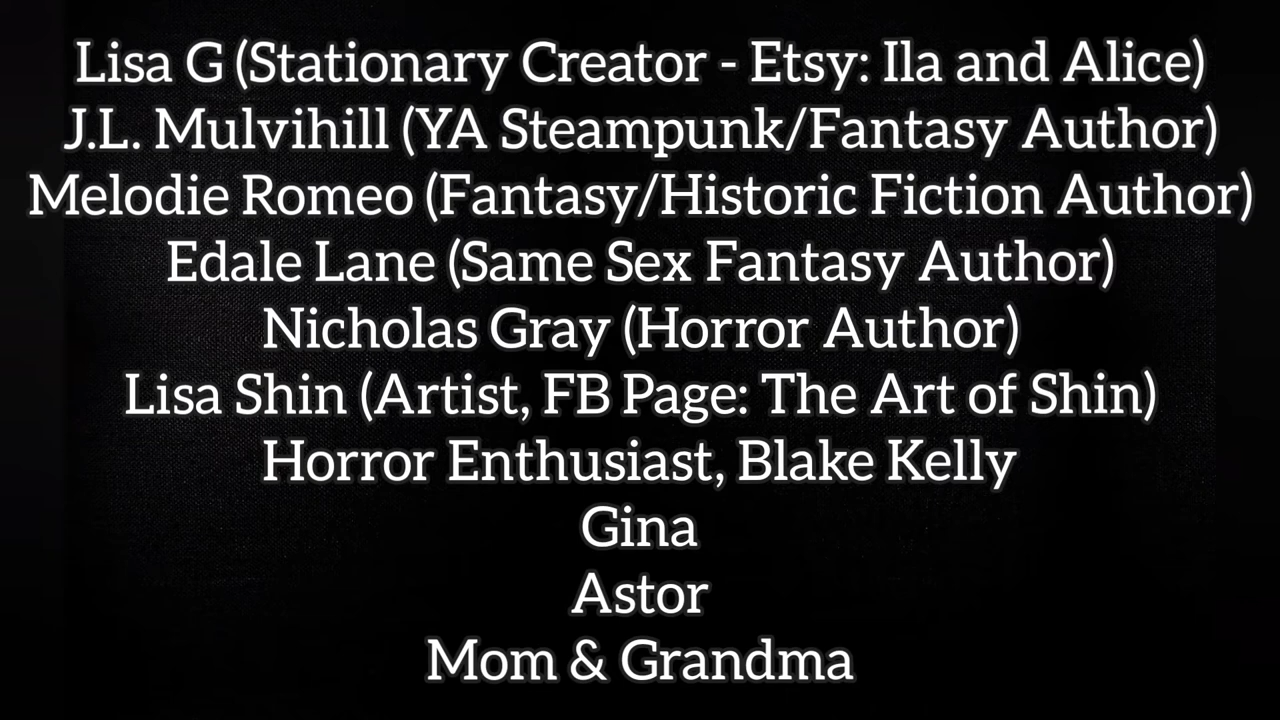 Lisa G (Stationary Creator - Etsy: Ila and Alice)
J.L. Mulvihill (YA Steampunk/Fantasy Author)
Melodie Romeo (Fantasy/Historic Fiction Author)
Edale Lane (Same Sex Fantasy Author)
Nicholas Gray (Horror Author)
Lisa Shin (Artist, FB Page: The Art of Shin)
Horror Enthusiast, Blake Kelly
Gina
Astor
Mom & Grandma